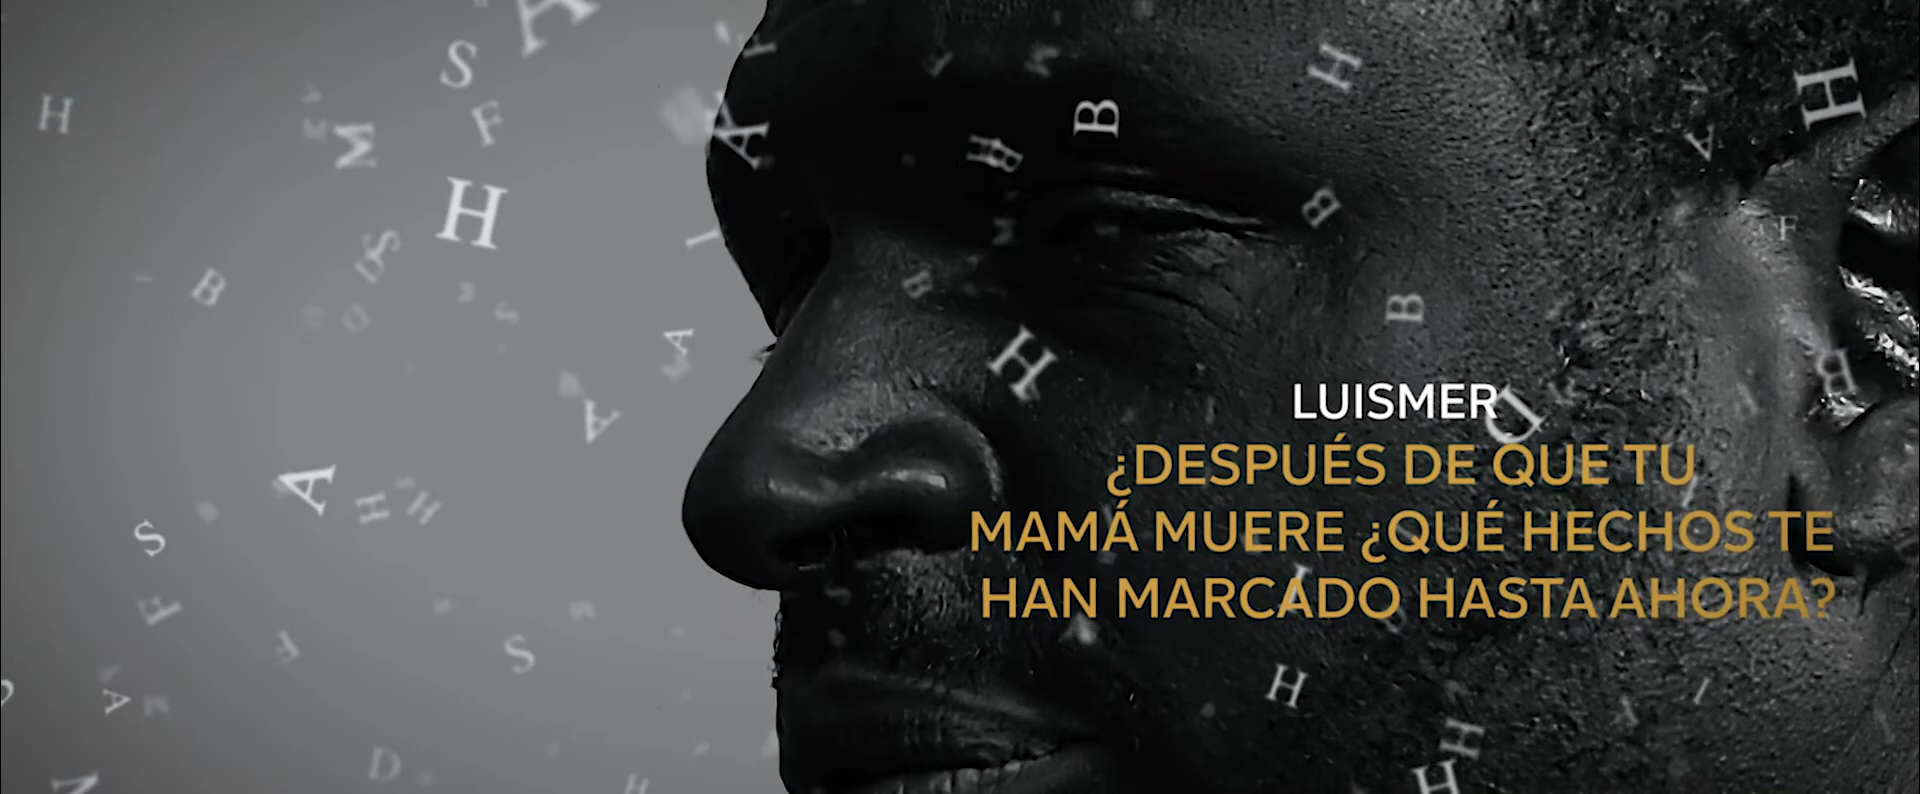 LUISMER
¿DESPUÉS DE QUE TU
MAMÁ MUERE ¿QUÉ HECHOS TE
HAN MARCADO HASTA AHORA?